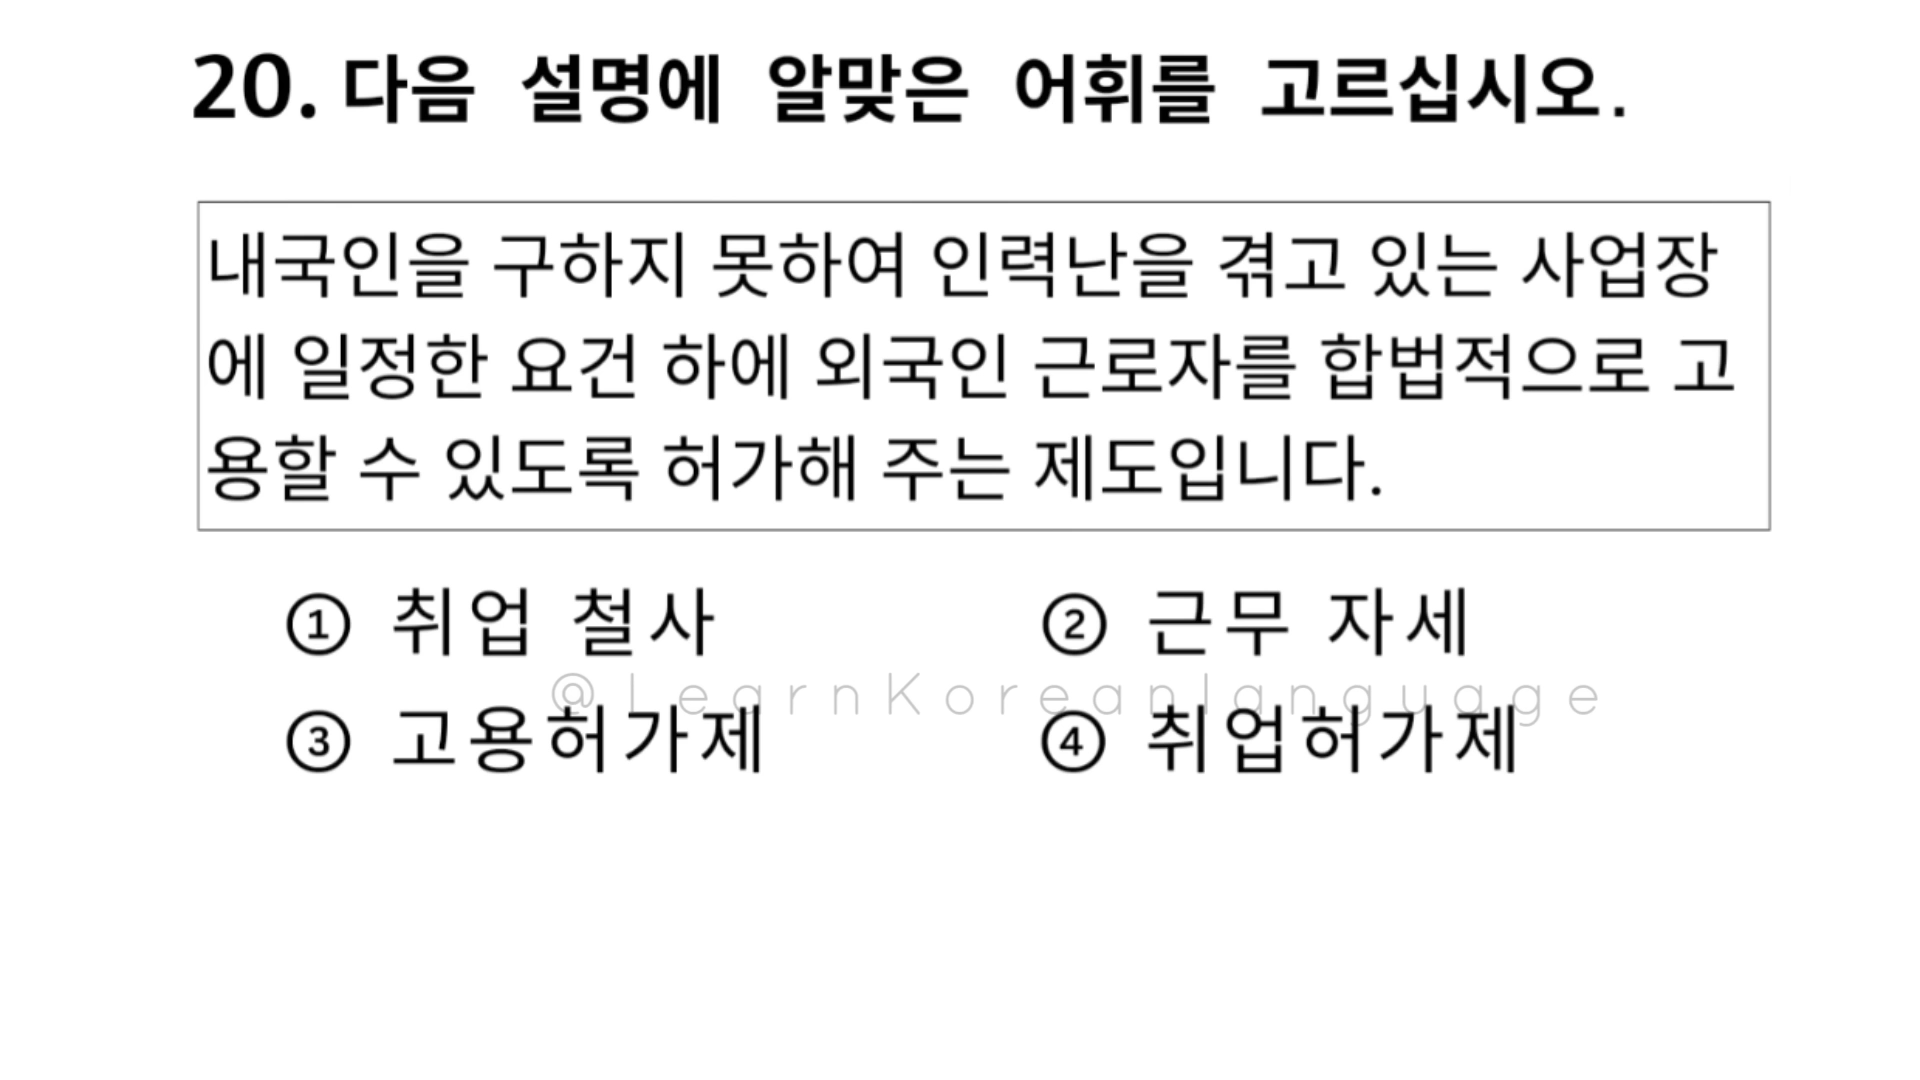 20. 다음 설명에 알맞은 어휘를 고르십시오.
내국인을 구하지 못하여 인력난을 겪고 있는 사업장
에 일정한 요건 하에 외국인 근로자를 합법적으로 고
용할 수 있도록 허가해 주는 제도입니다.
① 취업 철사 ② 근무 자세
@LearnKoreanlanguage
③ 고용허가제 ④ 취업허가제